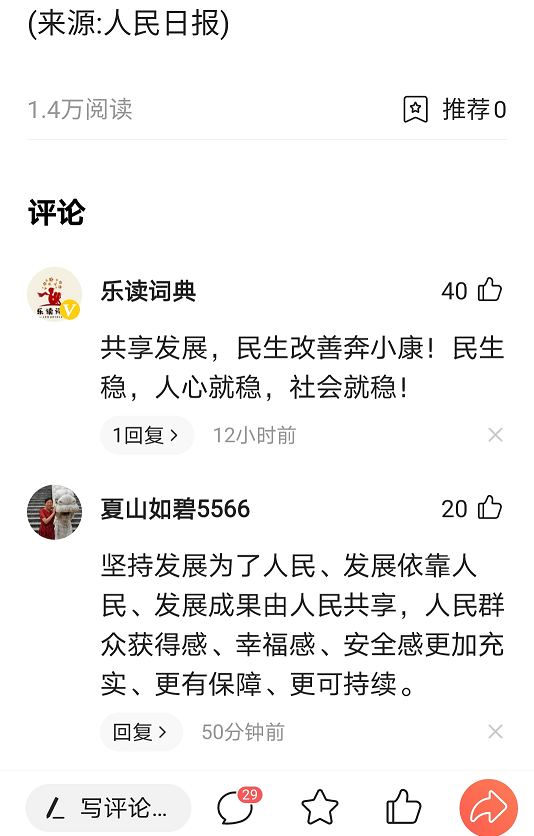 (来源:人民日报)
1.4万阅读
推荐0
评论
乐读词典
40
共享发展，民生改善奔小康！民生
稳，人心就稳，社会就稳！
1回复
12小时前
夏山如碧5566
20
坚持发展为了人民、发展依靠人
民、发展成果由人民共享，人民群
众获得感、幸福感、安全感更加充
实、更有保障、更可持续。
回复
50分钟前
写评论...
29